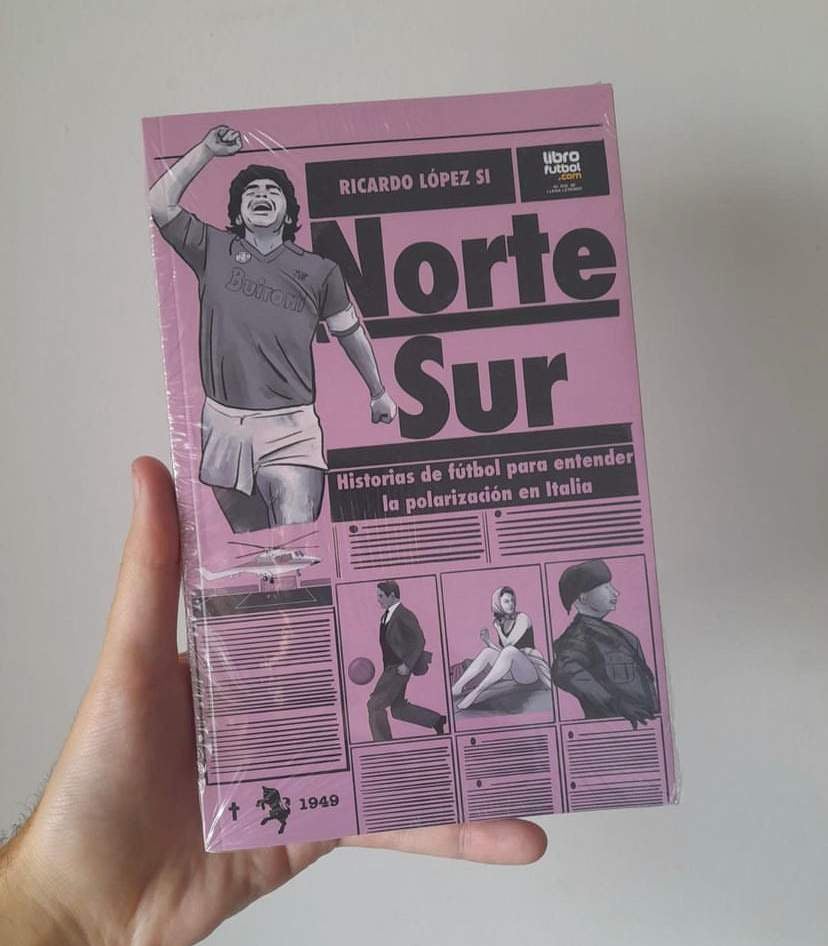 RICARDO LÓPEZ SI
libro
futbol
.com
Norte
Sur
Buitoni
Historias de fútbol para entender
la polarización en Italia
1949